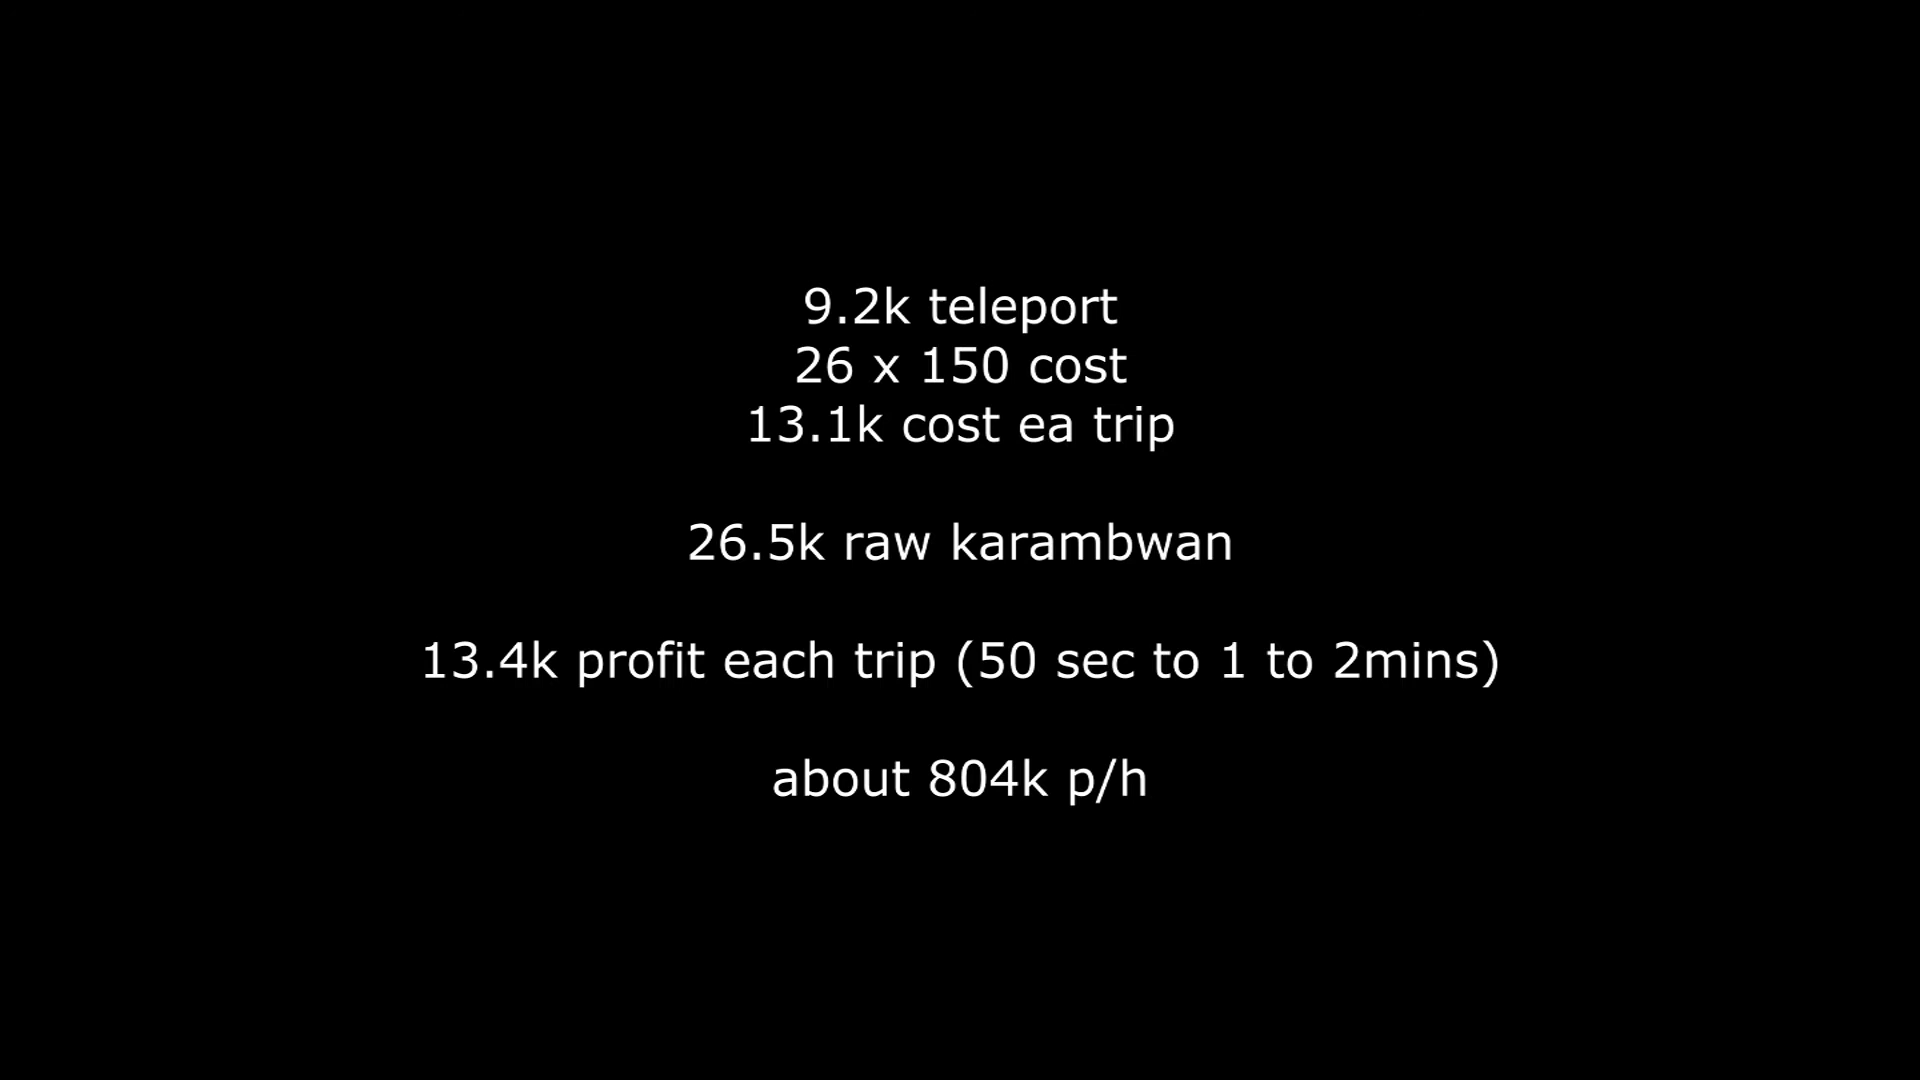 9.2k teleport
26 x 150 cost
13.1k cost ea trip
26.5k raw karambwan
13.4k profit each trip (50 sec to 1 to 2mins)
about 804k p/h